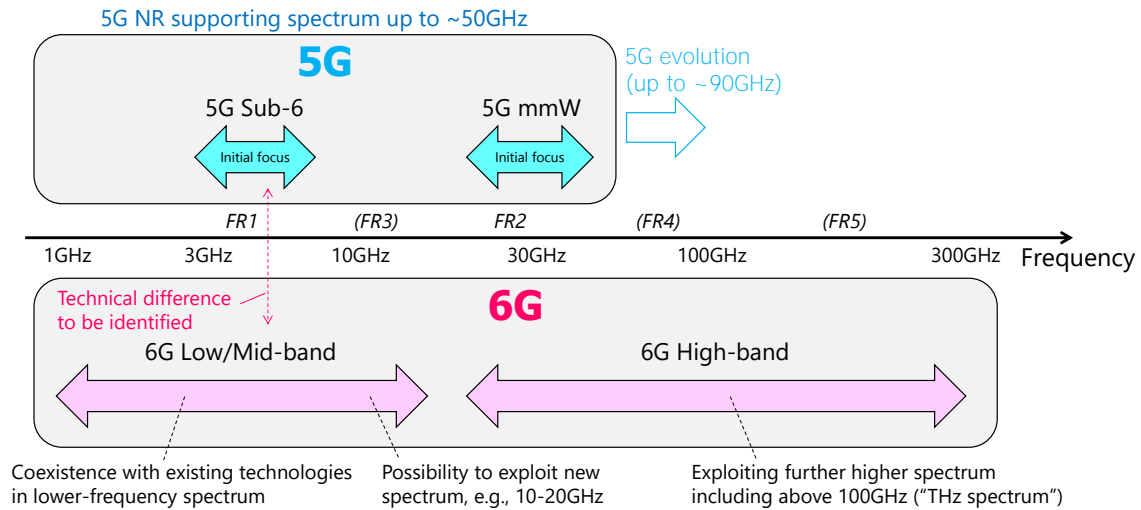 5G NR supporting spectrum up to ~50GHz
5G
5G evolution
(up to ~90GHz)
5G Sub-6
5G mmW
Initial focus
Initial focus
FR1
(FR3)
FR2
(FR4)
(FR5)
1GHz
3GHz
10GHz
30GHz
100GHz
300GHz
Frequency
Technical difference
to be identified
6G
6G Low/Mid-band
6G High-band
Coexistence with existing technologies
in lower-frequency spectrum
Possibility to exploit new
spectrum, e.g., 10-20GHz
Exploiting further higher spectrum
including above 100GHz (“THz spectrum”)